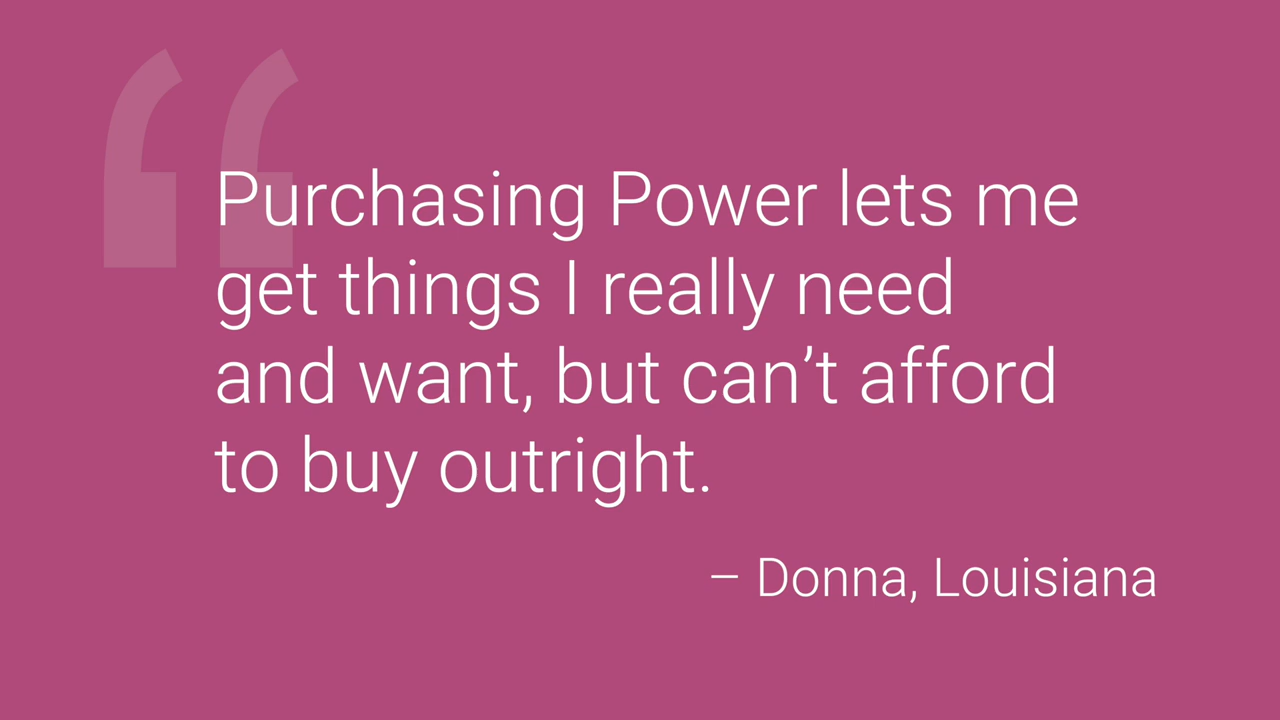 “
Purchasing Power lets me
get things I really need
and want, but can’t afford
to buy outright.
– Donna, Louisiana